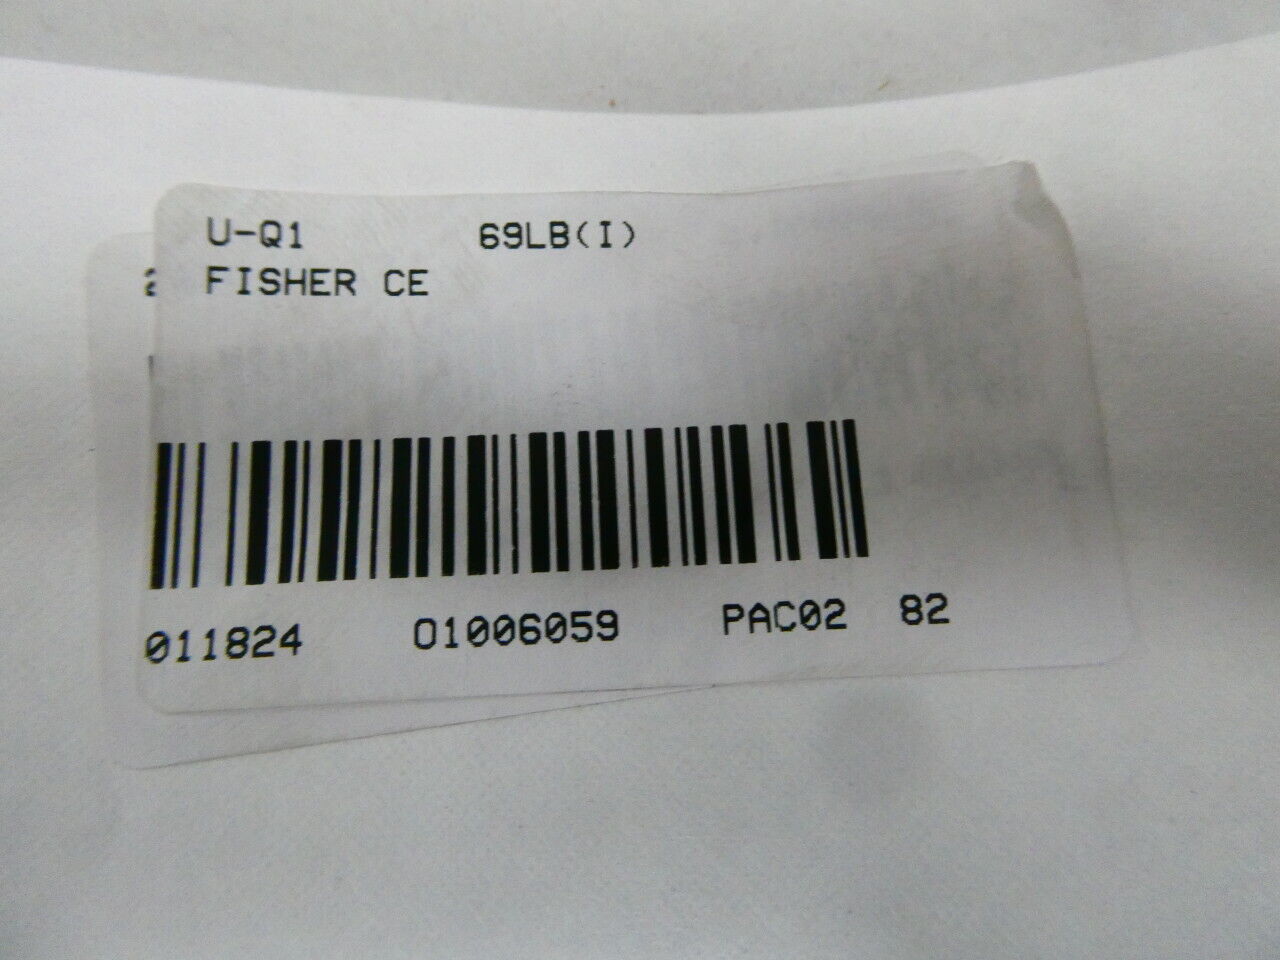 U-Q1 69LB(I)
FISHER CE
011824 01006059 PAC02 82